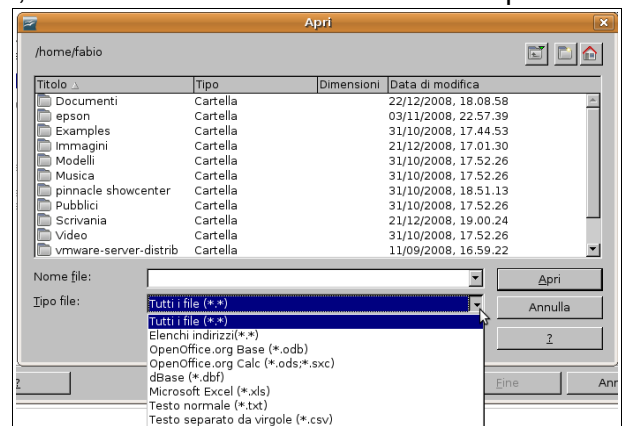 Apri
/home/fabio
Titolo Tipo Dimensioni Data di modifica
Documenti Cartella 22/12/2008, 18.08.58
epson Cartella 03/11/2008, 22.57.39
Examples Cartella 31/10/2008, 17.44.53
Immagini Cartella 21/12/2008, 17.01.30
Modelli Cartella 31/10/2008, 17.52.26
Musica Cartella 31/10/2008, 17.52.26
pinnacle showcenter Cartella 31/10/2008, 18.51.13
Pubblici Cartella 31/10/2008, 17.52.26
Scrivania Cartella 21/12/2008, 19.00.24
Video Cartella 31/10/2008, 17.52.26
vmware-server-distrib Cartella 11/09/2008, 16.59.22
Nome file: Apri
Tipo file: Tutti i file (*.*) Annulla
Tutti i file (*.*)
Elenchi indirizzi(*.*) ?
OpenOffice.org Base (*.odb)
OpenOffice.org Calc (*.ods;*.sxc)
dBase (*.dbf)
? Microsoft Excel (*.xls) Fine Anr
Testo normale (*.txt)
Testo separato da virgole (*.csv)